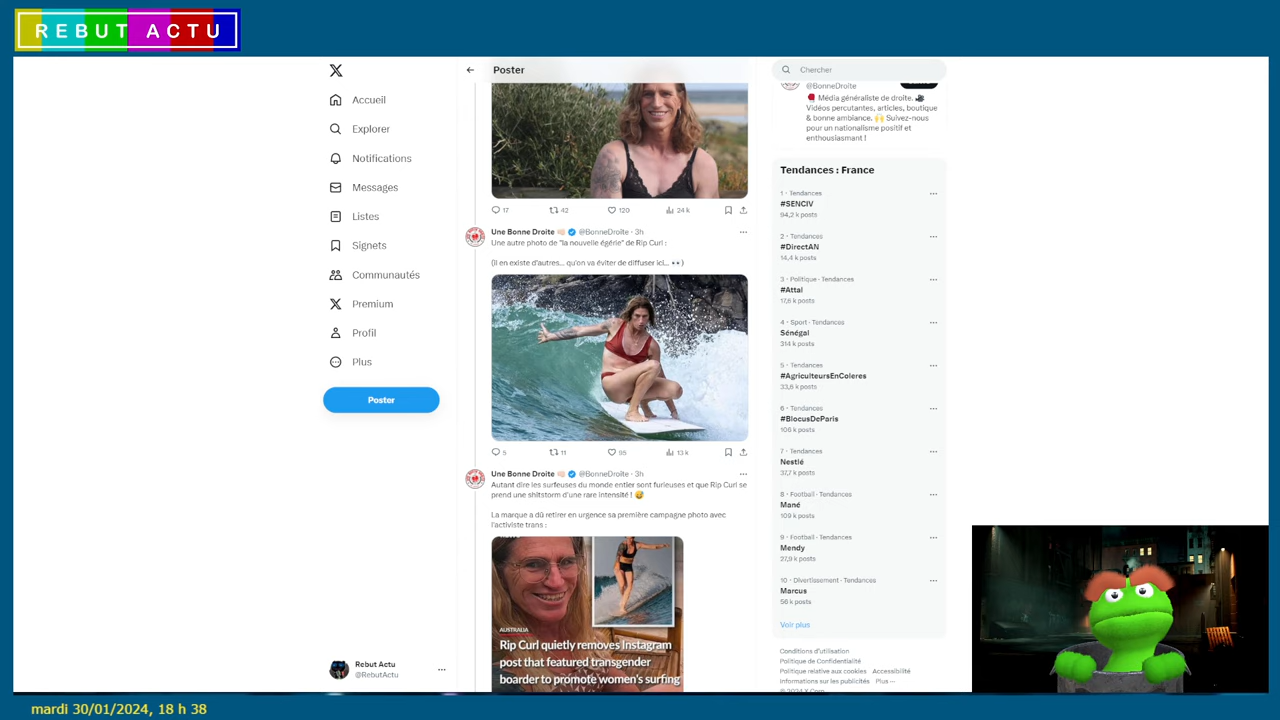 REBUT ACTU
Accueil
Explorer
Notifications
Messages
Listes
Signets
Communautés
Premium
Profil
Plus
Poster
Rebut Actu
@RebutActu
Poster
17 42 120 24 k
Une Bonne Droite @BonneDroite · 3h
Une autre photo de "la nouvelle égérie" de Rip Curl :
(Il en existe d'autres... qu'on va éviter de diffuser ici... 👀)
5 11 95 13 k
Une Bonne Droite @BonneDroite · 3h
Autant dire les surfeuses du monde entier sont furieuses et que Rip Curl se
prend une shitstorm d'une rare intensité ! 😅
La marque a dû retirer en urgence sa première campagne photo avec
l'activiste trans :
AUSTRALIA
Rip Curl quietly removes Instagram
post that featured transgender
boarder to promote women's surfing
Chercher
@BonneDroite
Média généraliste de droite. 🎥
Vidéos percutantes, articles, boutique
& bonne ambiance. 🙌 Suivez-nous
pour un nationalisme positif et
enthousiasmant !
Tendances : France
1 · Tendances
#SENCIV
94,2 k posts
2 · Tendances
#DirectAN
14,4 k posts
3 · Politique · Tendances
#Attal
17,6 k posts
4 · Sport · Tendances
Sénégal
314 k posts
5 · Tendances
#AgriculteursEnColeres
33,8 k posts
6 · Tendances
#BlocusDeParis
106 k posts
7 · Tendances
Nestlé
37,7 k posts
8 · Football · Tendances
Mané
109 k posts
9 · Football · Tendances
Mendy
27,9 k posts
10 · Divertissement · Tendances
Marcus
56 k posts
Voir plus
Conditions d'utilisation
Politique de Confidentialité
Politique relative aux cookies Accessibilité
Informations sur les publicités Plus ···
© 2024 X Corp.
mardi 30/01/2024, 18 h 38